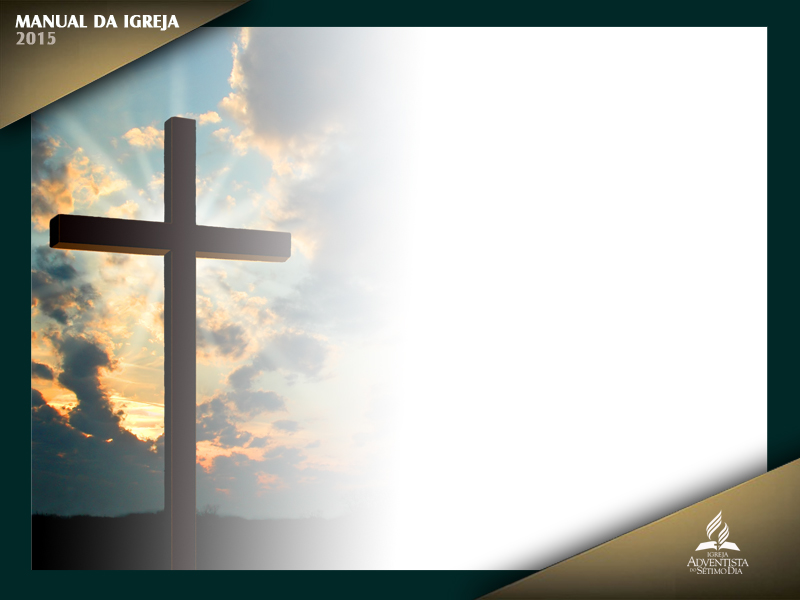 MANUAL DA IGREJA
2015
IGREJA
ADVENTISTA
DO SÉTIMO DIA